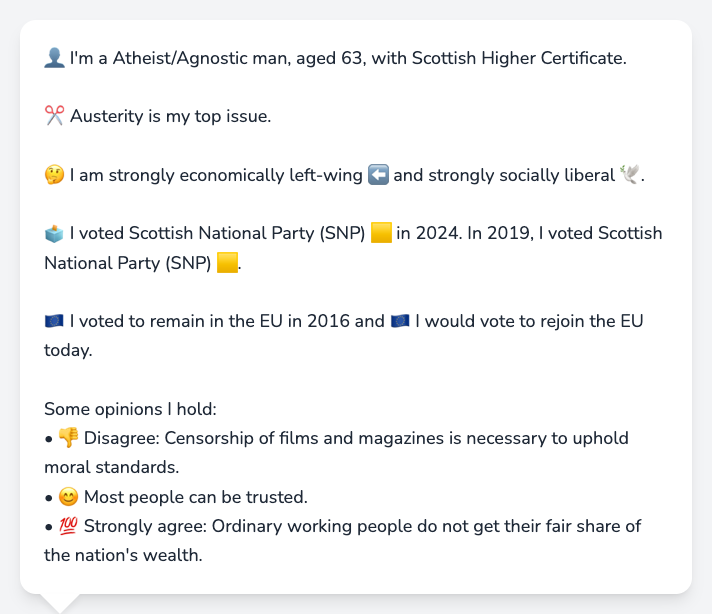 👤 I'm a Atheist/Agnostic man, aged 63, with Scottish Higher Certificate.
✂️ Austerity is my top issue.
🤔 I am strongly economically left-wing ⬅️ and strongly socially liberal 🕊️.
🗳️ I voted Scottish National Party (SNP) 🟨 in 2024. In 2019, I voted Scottish
National Party (SNP) 🟨.
🇪🇺 I voted to remain in the EU in 2016 and 🇪🇺 I would vote to rejoin the EU
today.
Some opinions I hold:
• 👎 Disagree: Censorship of films and magazines is necessary to uphold
moral standards.
• 😊 Most people can be trusted.
• 💯 Strongly agree: Ordinary working people do not get their fair share of
the nation's wealth.